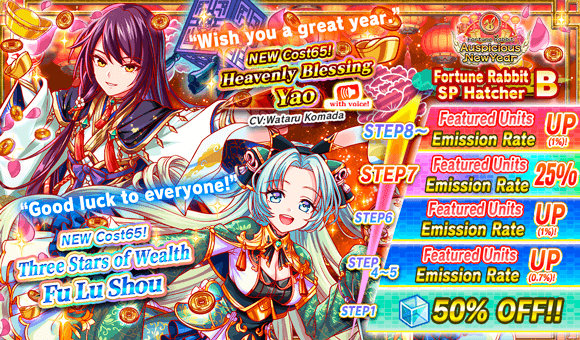 "Wish you a great year."
NEW Cost65!
Heavenly Blessing
Yao
with voice!
CV:Wataru Komada
"Good luck to everyone!"
NEW Cost65!
Three Stars of Wealth
Fu Lu Shou
Fortune Rabbit
Auspicious
New Year
Fortune Rabbit
SP Hatcher
B
STEP8~
Featured Units
Emission Rate
UP
(1%)!
STEP7
Featured Units
Emission Rate
25%
STEP6
Featured Units
Emission Rate
UP
(1%)!
STEP
4~5
Featured Units
Emission Rate
UP
(0.7%)!
STEP1
50% OFF!!